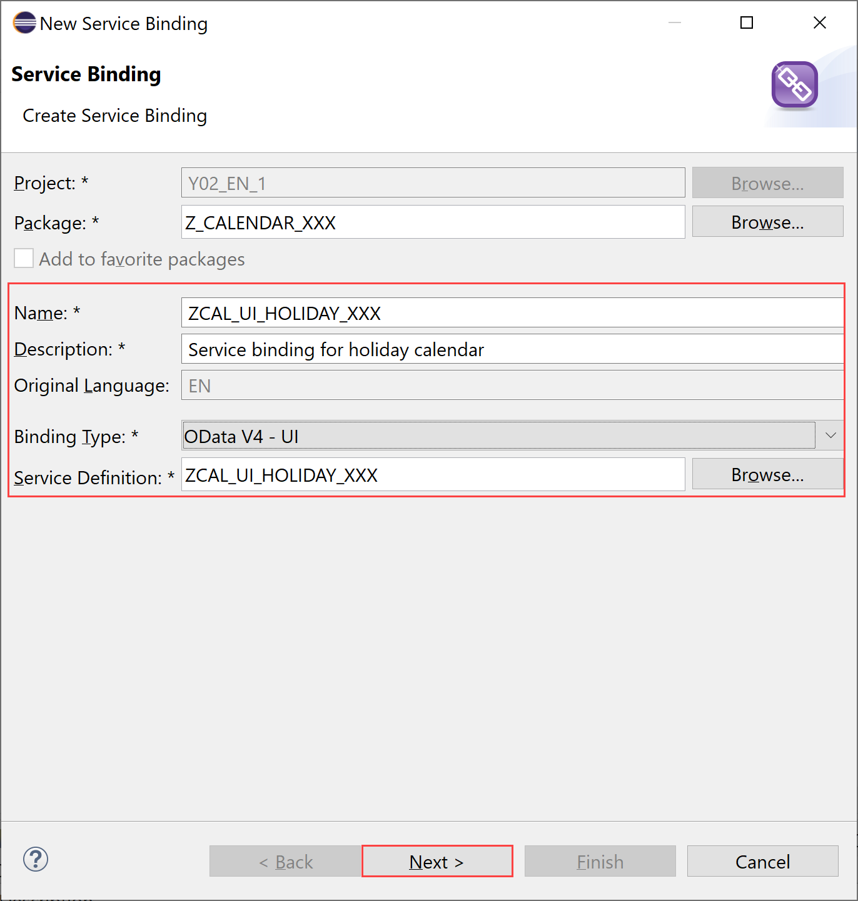 New Service Binding
Service Binding
Create Service Binding
Project: * Y02_EN_1 Browse...
Package: * Z_CALENDAR_XXX Browse...
Add to favorite packages
Name: * ZCAL_UI_HOLIDAY_XXX
Description: * Service binding for holiday calendar
Original Language: EN
Binding Type: * OData V4 - UI
Service Definition: * ZCAL_UI_HOLIDAY_XXX Browse...
? < Back Next > Finish Cancel